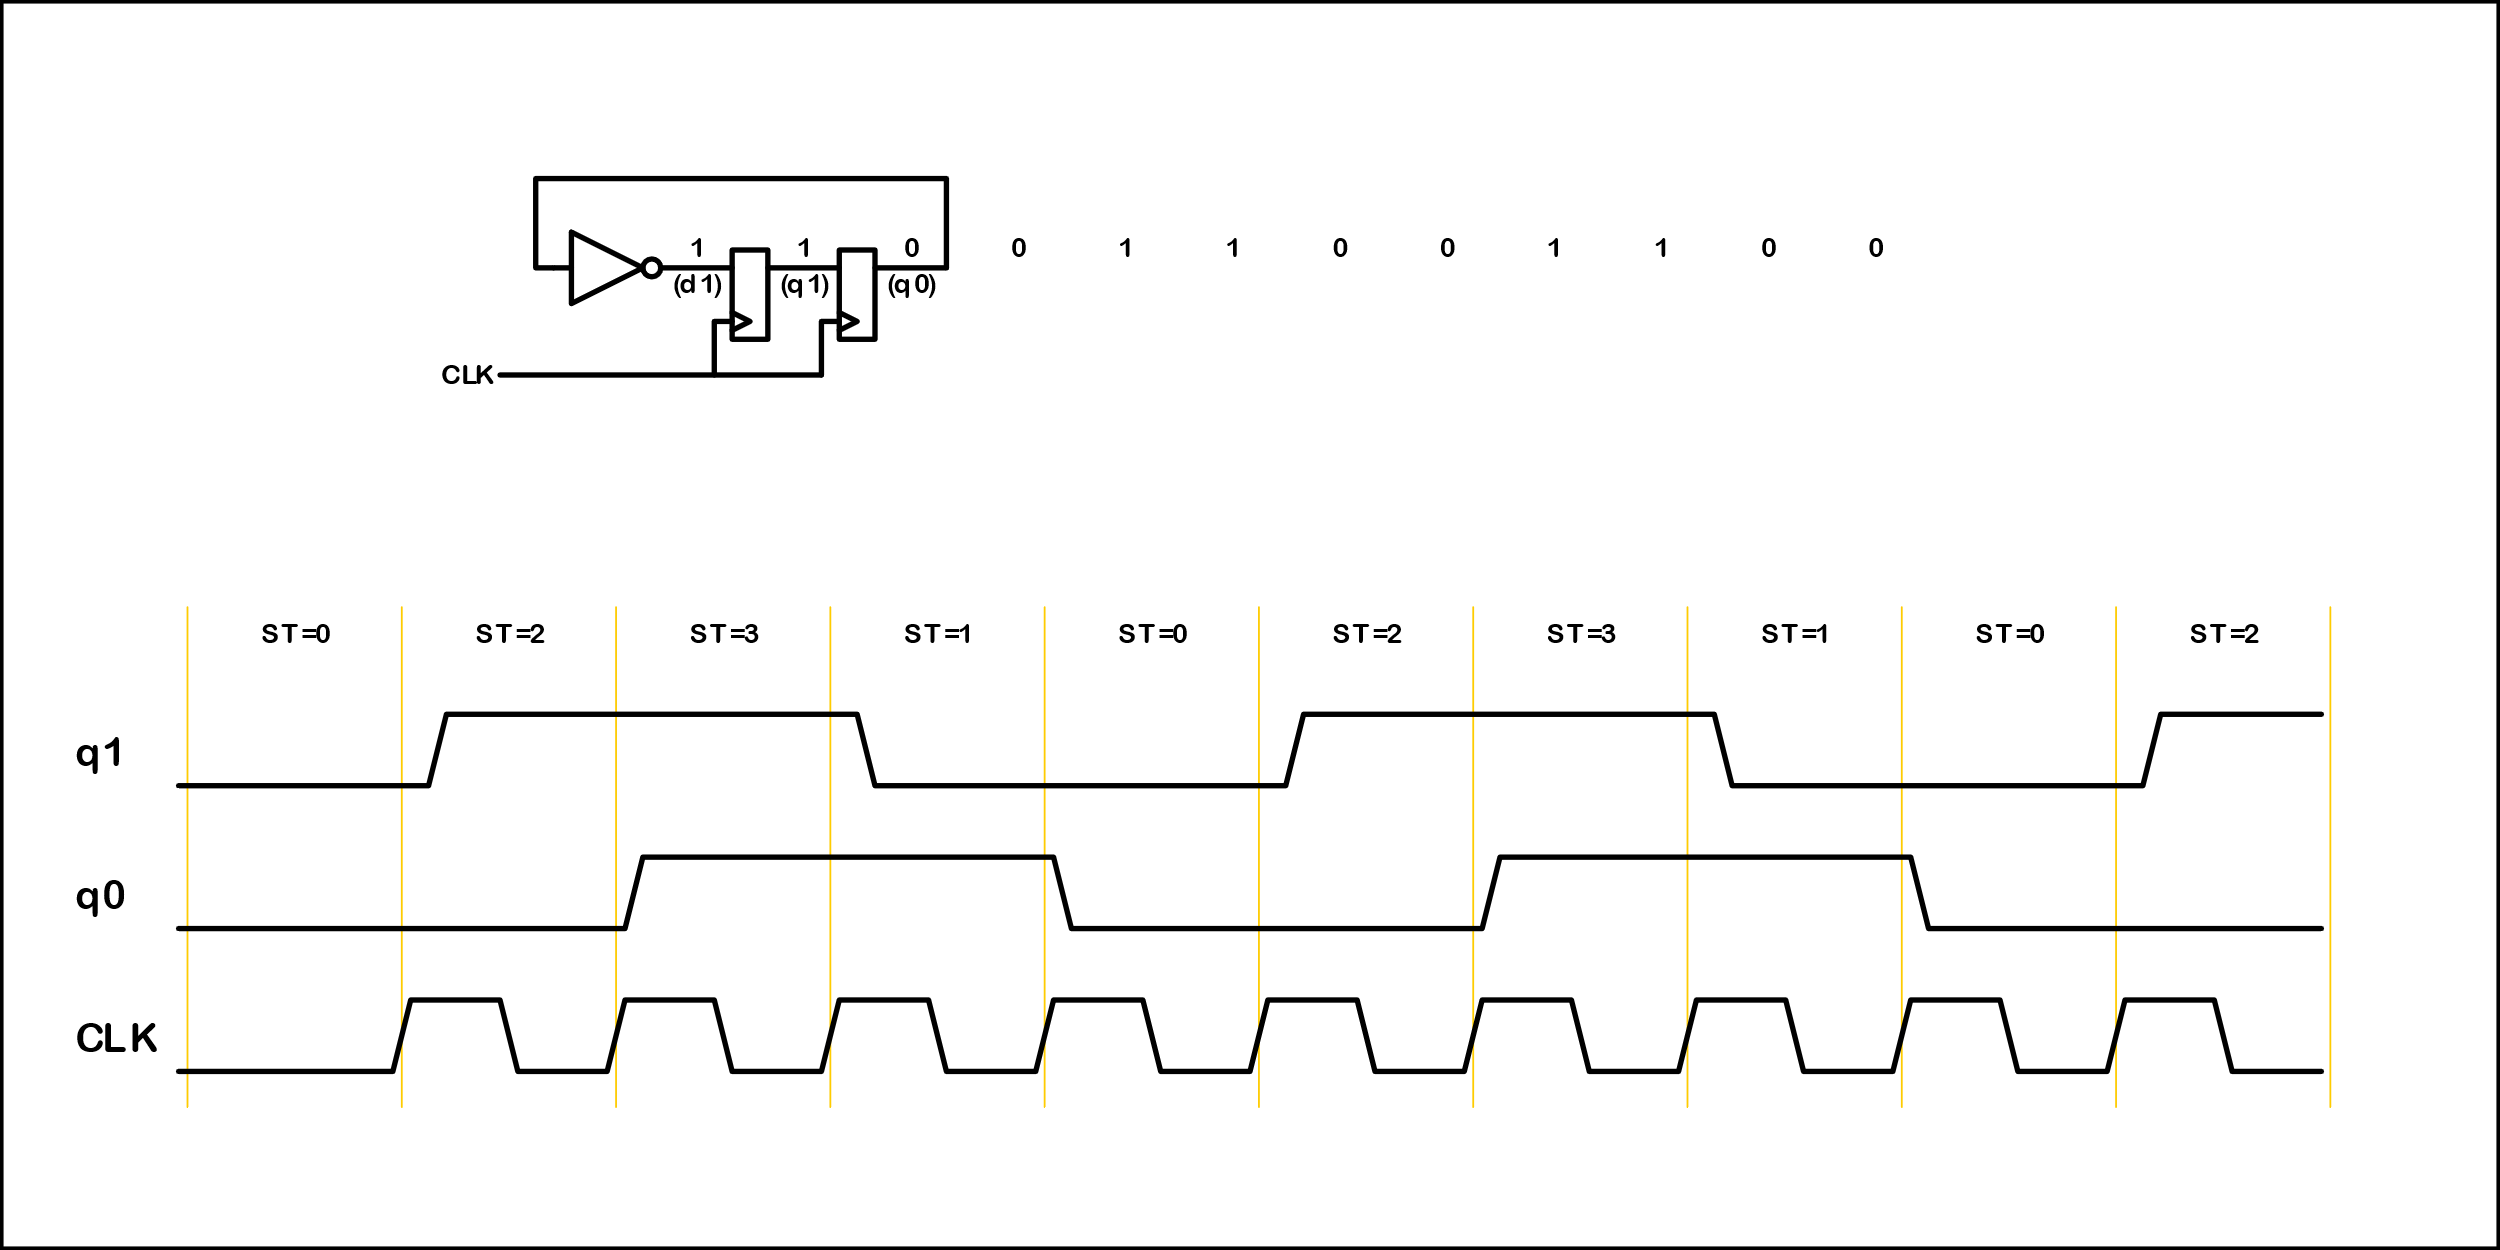 1 1 0 0 1 1 0 0 1 1 0 0
(d1) (q1) (q0)
CLK
ST=0 ST=2 ST=3 ST=1 ST=0 ST=2 ST=3 ST=1 ST=0 ST=2
q1
q0
CLK